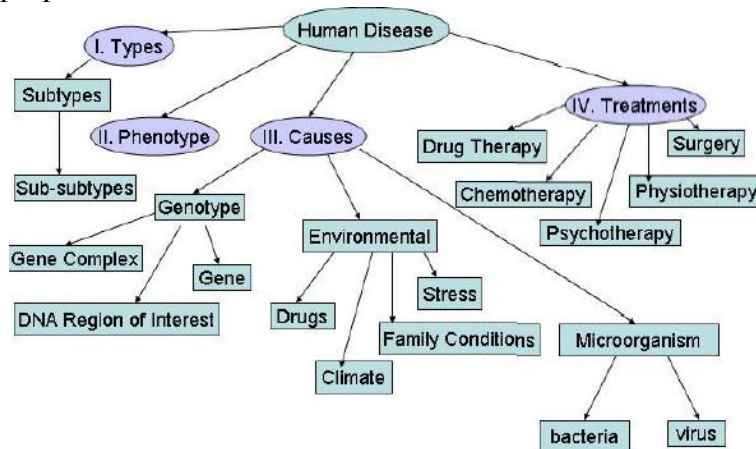 Human Disease
I. Types
Subtypes
Sub-subtypes
II. Phenotype
III. Causes
IV. Treatments
Drug Therapy
Chemotherapy
Psychotherapy
Physiotherapy
Surgery
Genotype
Gene Complex
DNA Region of Interest
Gene
Environmental
Drugs
Climate
Family Conditions
Stress
Microorganism
bacteria
virus